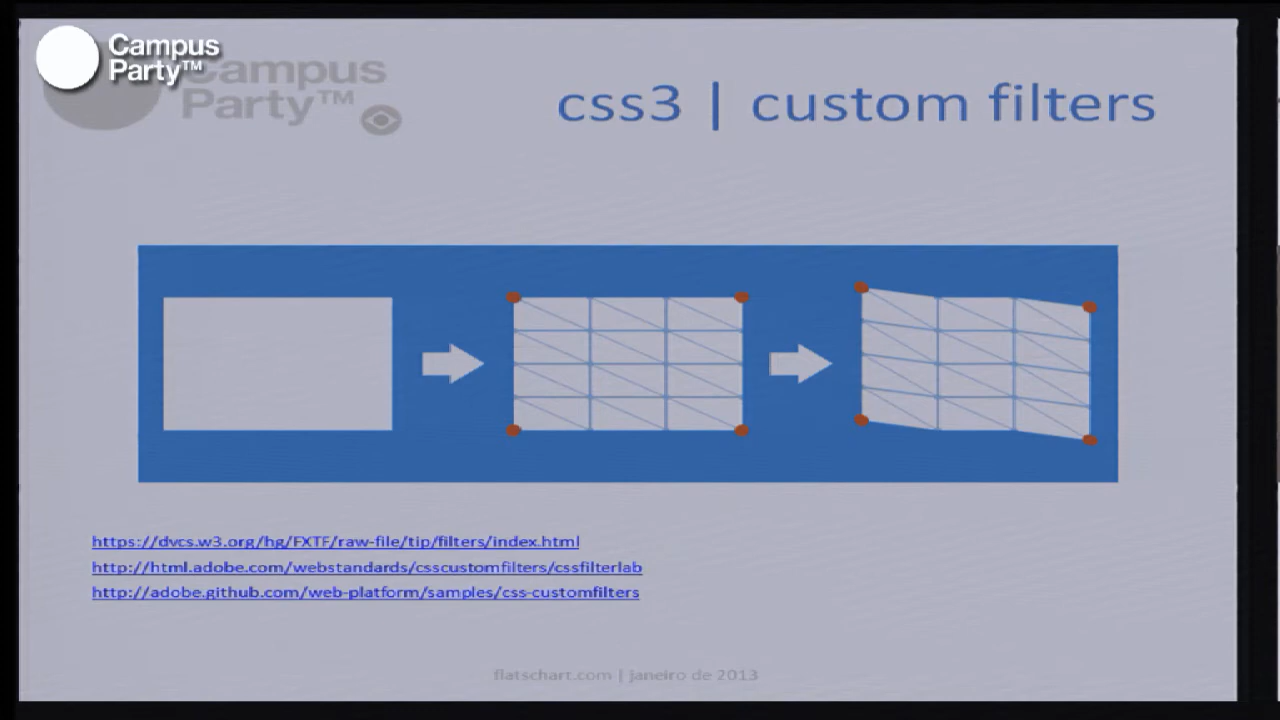 Campus
Party™
Campus
Party™
css3 | custom filters
https://dvcs.w3.org/hg/FXTF/raw-file/tip/filters/index.html
http://html.adobe.com/webstandards/csscustomfilters/cssfilterlab
http://adobe.github.com/web-platform/samples/css-customfilters
flatschart.com | janeiro de 2013